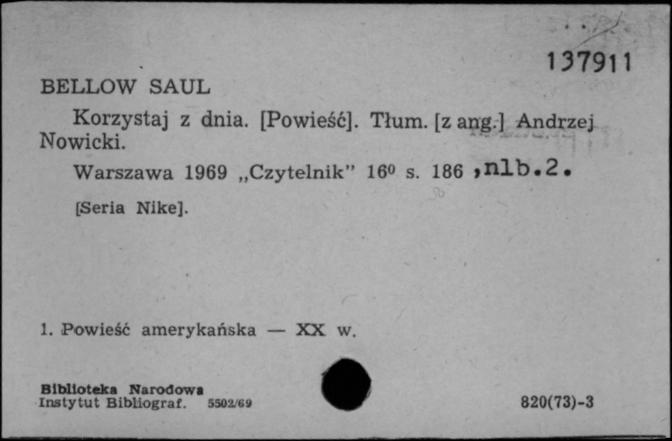 137911
BELLOW SAUL
Korzystaj z dnia. [Powieść]. Tłum. [z ang.] Andrzej
Nowicki.
Warszawa 1969 „Czytelnik” 16⁰ s. 186 ,nlb.2.
[Seria Nike].
1. Powieść amerykańska — XX w.
Biblioteka Narodowa
Instytut Bibliograf. 5502/69
820(73)-3